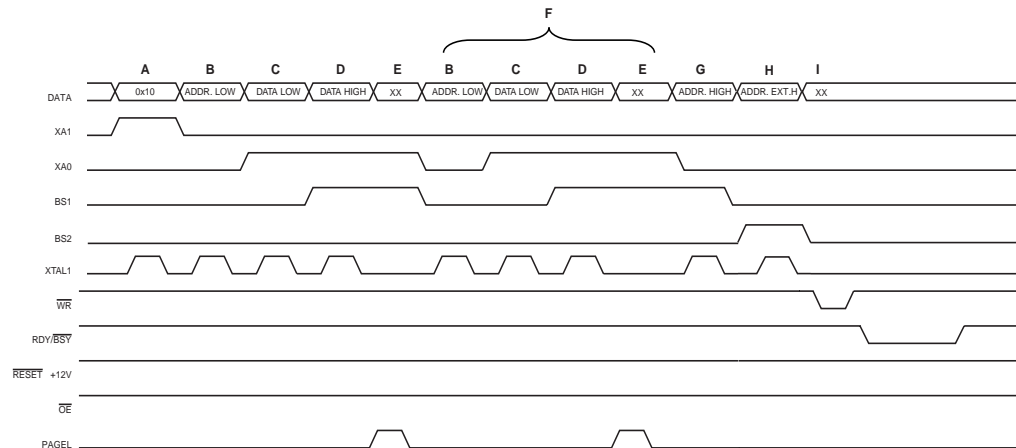 F
A B C D E B C D E G H I
DATA 0x10 ADDR. LOW DATA LOW DATA HIGH XX ADDR. LOW DATA LOW DATA HIGH XX ADDR. HIGH ADDR. EXT.H XX
XA1
XA0
BS1
BS2
XTAL1
WR
RDY/BSY
RESET +12V
OE
PAGEL